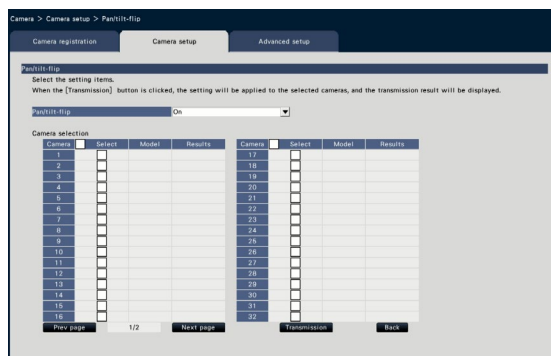 Camera > Camera setup > Pan/tilt-flip
Camera registration
Camera setup
Advanced setup
Pan/tilt-flip
Select the setting items.
When the [Transmission] button is clicked, the setting will be applied to the selected cameras, and the transmission result will be displayed.
Pan/tilt-flip On
Camera selection
Camera Select Model Results Camera Select Model Results
1 17
2 18
3 19
4 20
5 21
6 22
7 23
8 24
9 25
10 26
11 27
12 28
13 29
14 30
15 31
16 32
Prev page 1/2 Next page Transmission Back